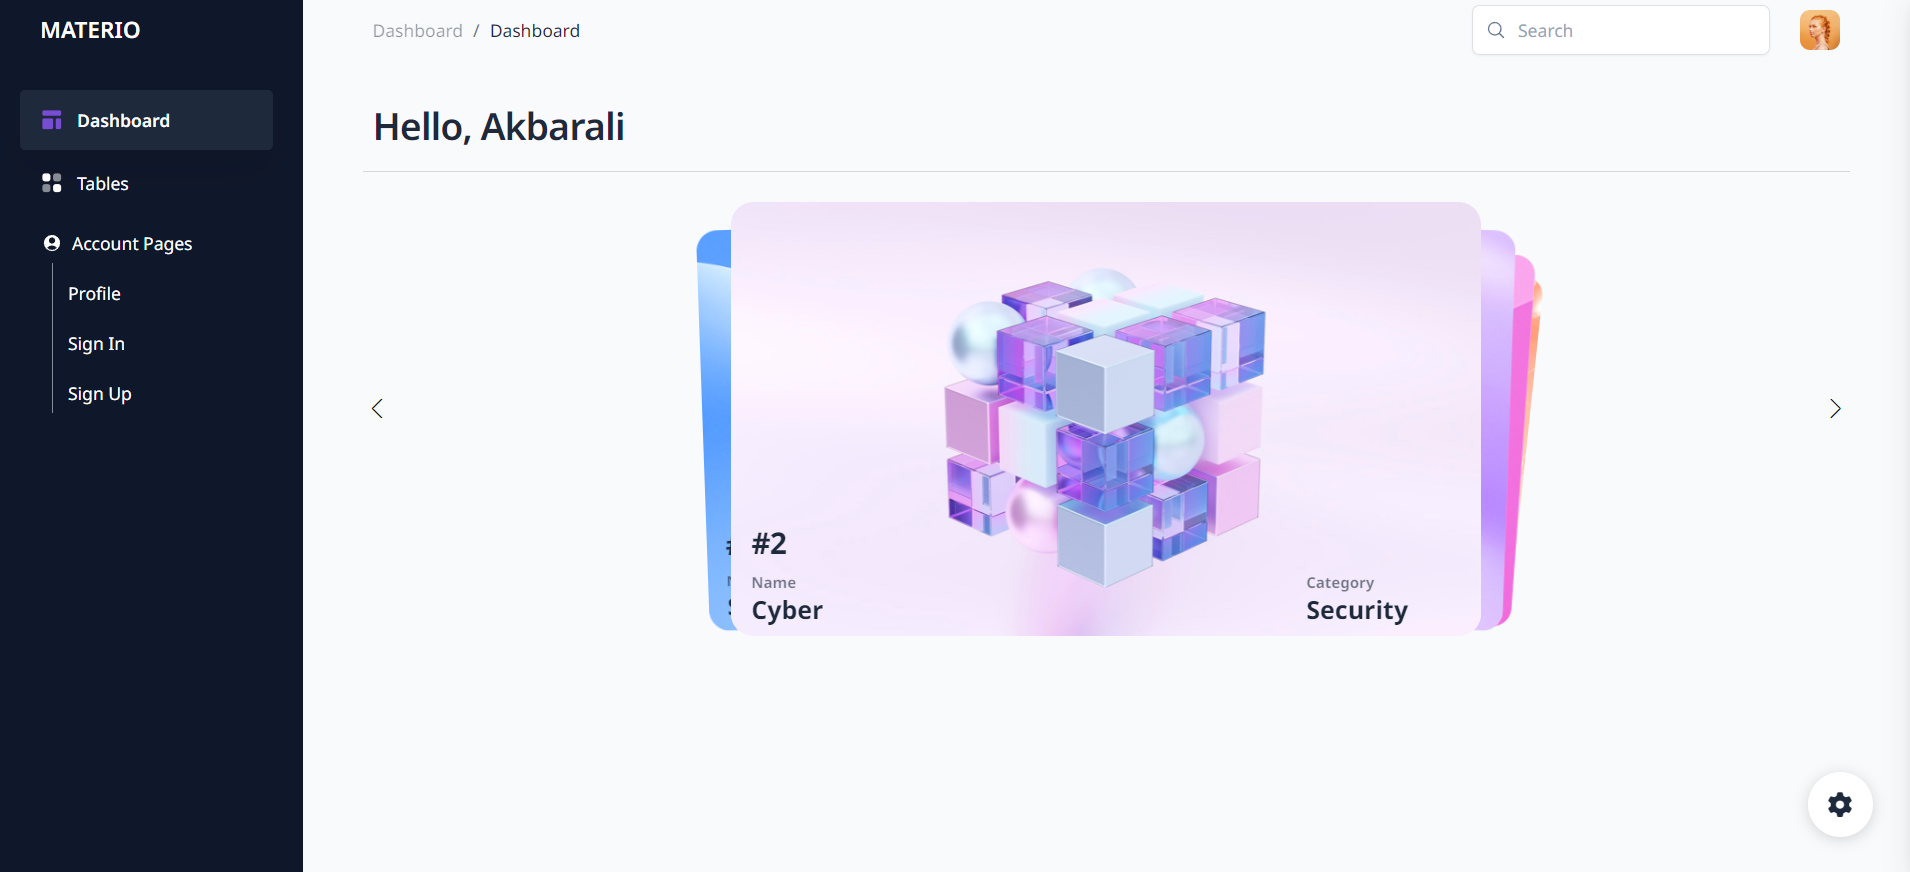 MATERIO
Dashboard / Dashboard
Search
Dashboard
Tables
Account Pages
Profile
Sign In
Sign Up
Hello, Akbarali
#2
Name
Cyber
Category
Security